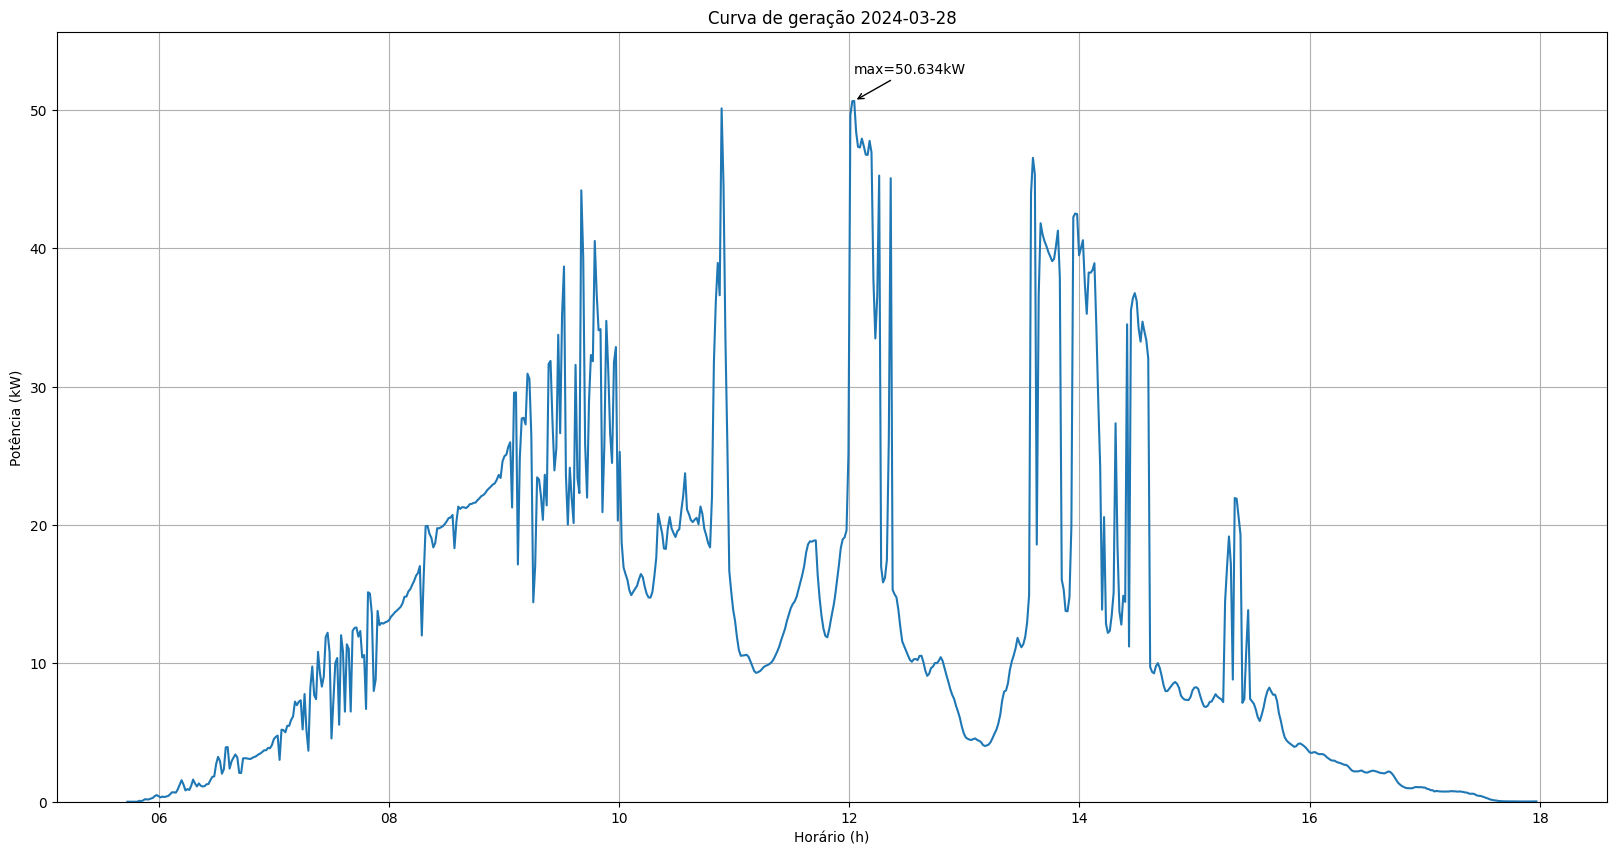 Curva de geração 2024-03-28
max=50.634kW
Potência (kW)
50
40
30
20
10
0
06 08 10 12 14 16 18
Horário (h)